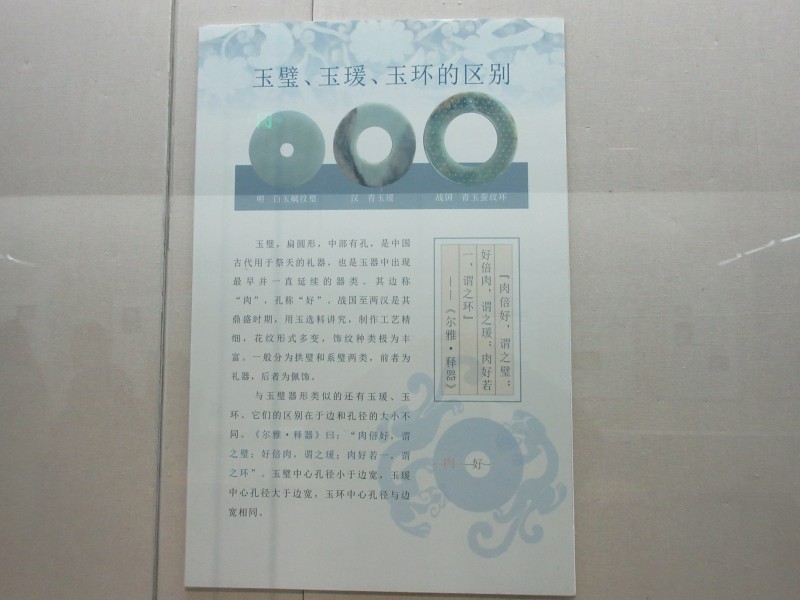 玉璧、玉瑗、玉环的区别
明 白玉螭纹璧
汉 青玉瑗
战国 青玉蚕纹环
玉璧，扁圆形，中部有孔，是中国
古代用于祭天的礼器，也是玉器中出现
最早并一直延续的器类。其边称
“肉”，孔称“好”。战国至两汉是其
鼎盛时期，用玉选料讲究，制作工艺精
细，花纹形式多变，饰纹种类极为丰
富。一般分为拱璧和系璧两类，前者为
礼器，后者为佩饰。
与玉璧器形类似的还有玉瑗、玉
环。它们的区别在于边和孔径的大小不
同。《尔雅·释器》曰：“肉倍好，谓
之璧；好倍肉，谓之瑗；肉好若一，谓
之环”。玉璧中心孔径小于边宽，玉瑗
中心孔径大于边宽，玉环中心孔径与边
宽相同。
『肉倍好，谓之璧；
好倍肉，谓之瑗；肉好若
一，谓之环』
——《尔雅·释器》
肉 好